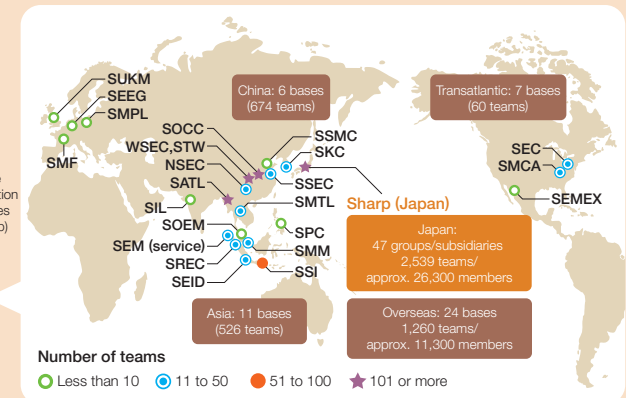 SUKM
SEEG
SMPL
SMF
China: 6 bases
(674 teams)
Transatlantic: 7 bases
(60 teams)
SOCC
WSEC,STW
NSEC
SATL
SIL
SOEM
SEM (service)
SREC
SEID
SSMC
SKC
SSEC
SMTL
SPC
SMM
SSI
SEC
SMCA
SEMEX
Sharp (Japan)
Japan:
47 groups/subsidiaries
2,539 teams/
approx. 26,300 members
Asia: 11 bases
(526 teams)
Overseas: 24 bases
1,260 teams/
approx. 11,300 members
Number of teams
Less than 10
11 to 50
51 to 100
101 or more